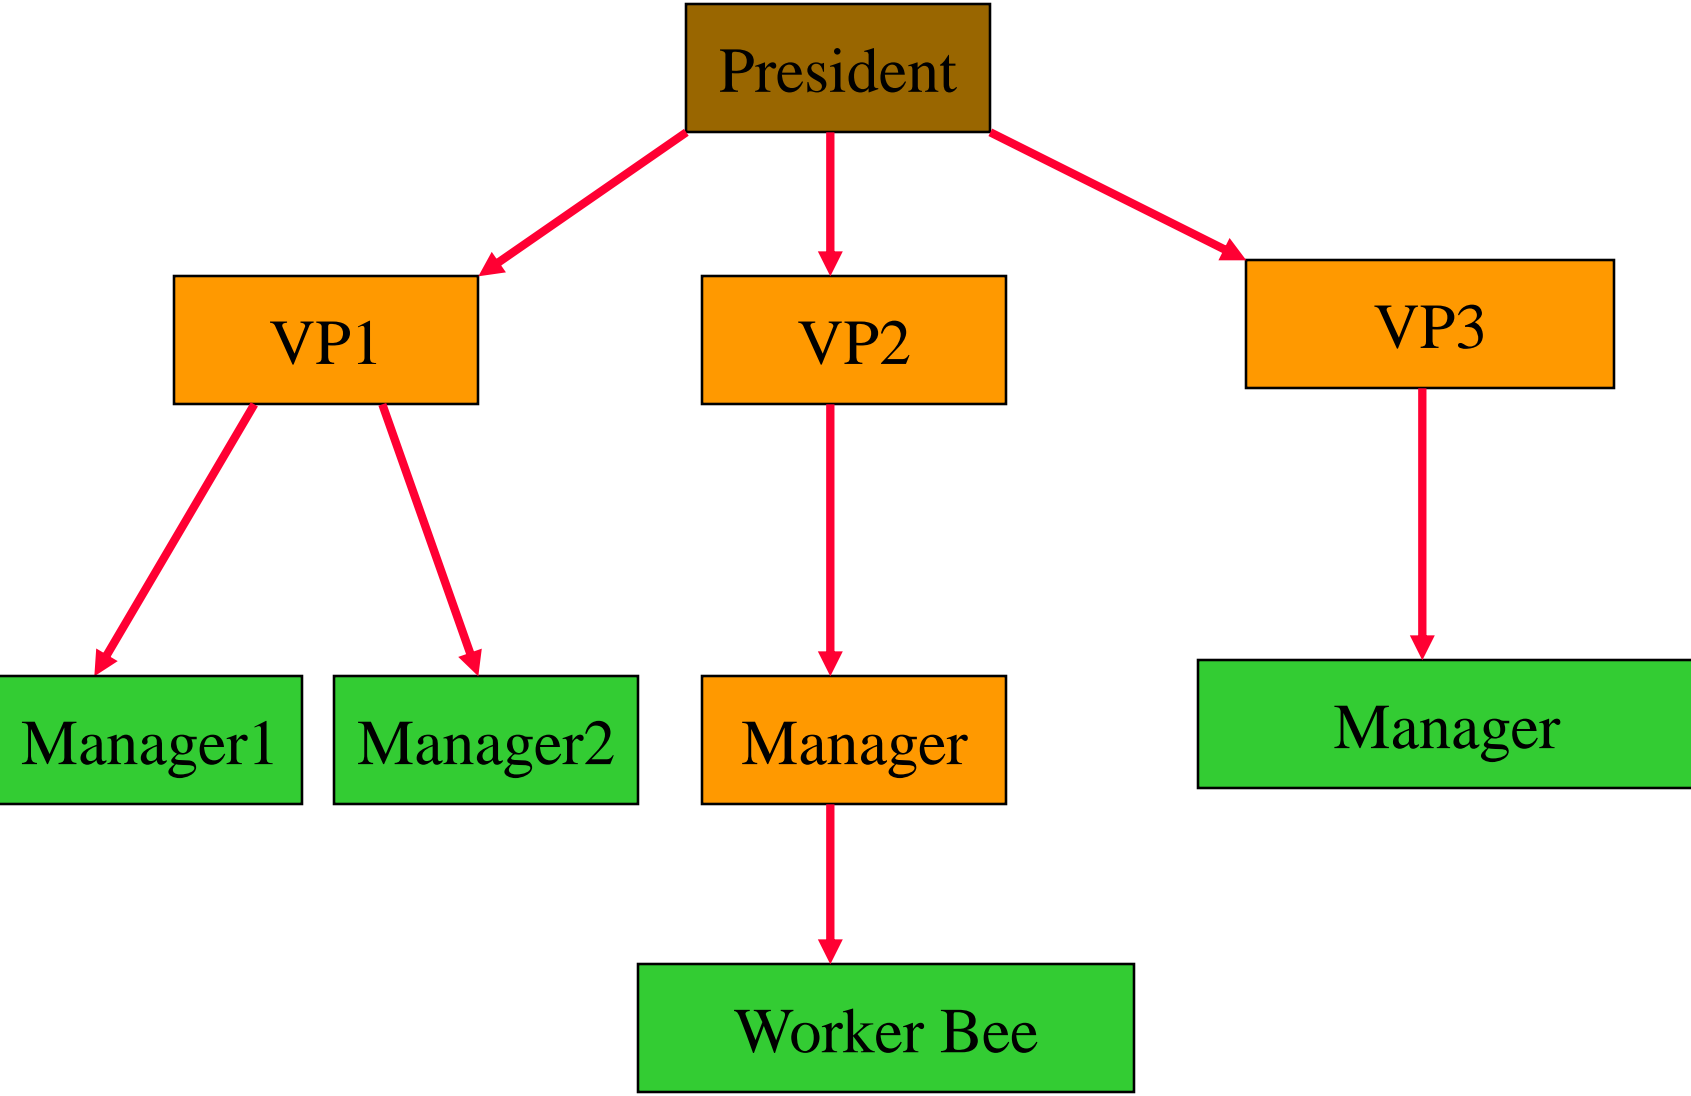 President
VP1
VP2
VP3
Manager1
Manager2
Manager
Manager
Worker Bee